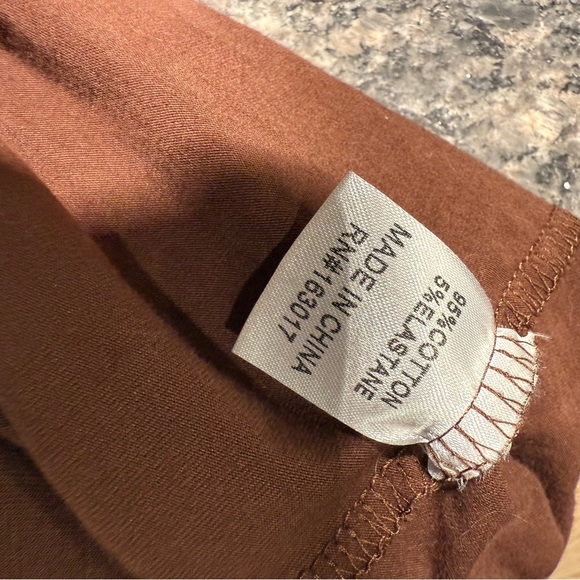 95%COTTON
5%ELASTANE
MADE IN CHINA
RN#163017